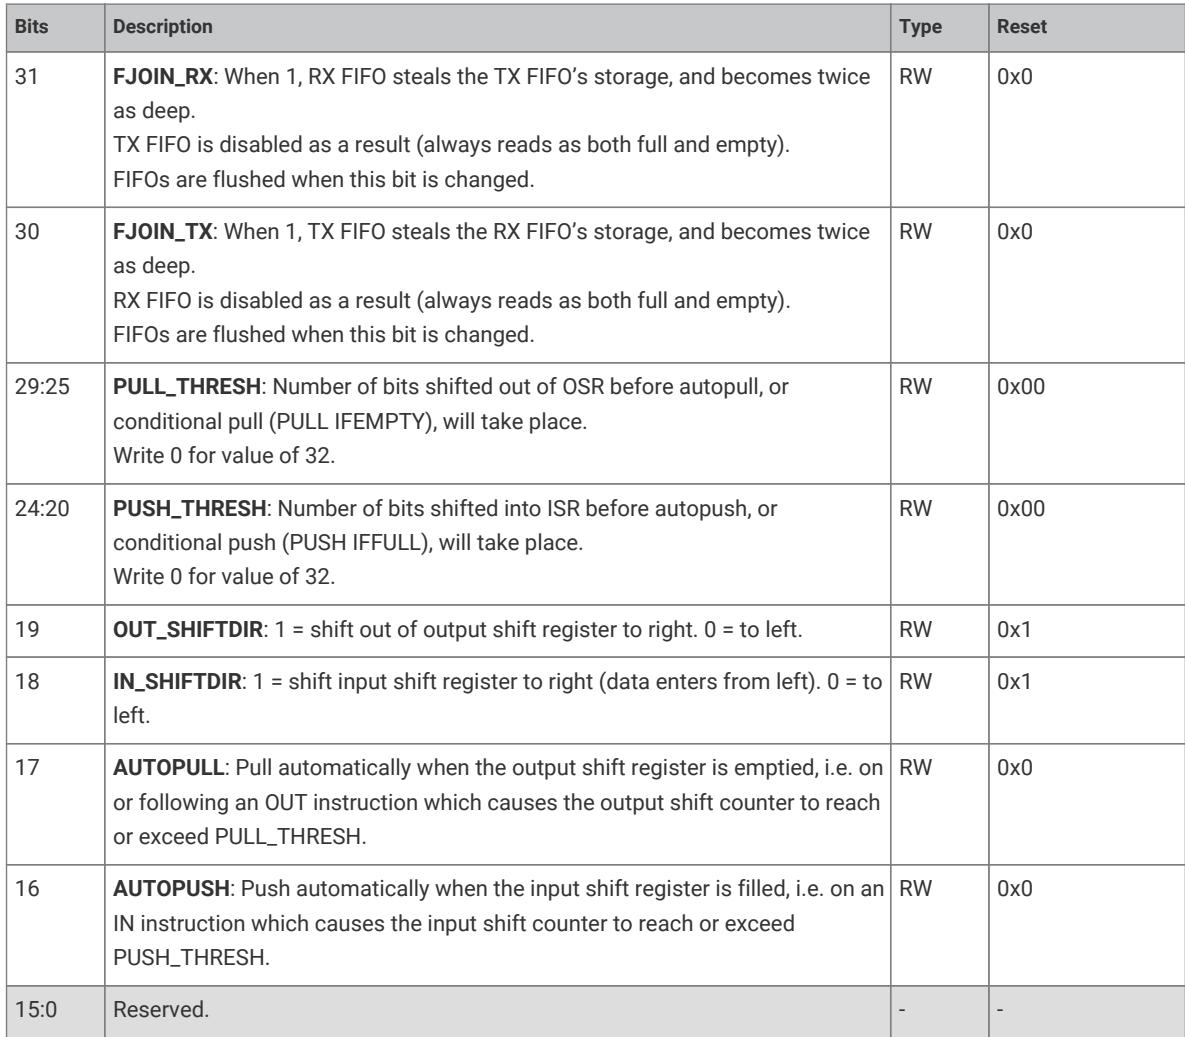 Bits Description Type Reset
31 FJOIN_RX: When 1, RX FIFO steals the TX FIFO’s storage, and becomes twice RW 0x0
as deep.
TX FIFO is disabled as a result (always reads as both full and empty).
FIFOs are flushed when this bit is changed.
30 FJOIN_TX: When 1, TX FIFO steals the RX FIFO’s storage, and becomes twice RW 0x0
as deep.
RX FIFO is disabled as a result (always reads as both full and empty).
FIFOs are flushed when this bit is changed.
29:25 PULL_THRESH: Number of bits shifted out of OSR before autopull, or RW 0x00
conditional pull (PULL IFEMPTY), will take place.
Write 0 for value of 32.
24:20 PUSH_THRESH: Number of bits shifted into ISR before autopush, or RW 0x00
conditional push (PUSH IFFULL), will take place.
Write 0 for value of 32.
19 OUT_SHIFTDIR: 1 = shift out of output shift register to right. 0 = to left. RW 0x1
18 IN_SHIFTDIR: 1 = shift input shift register to right (data enters from left). 0 = to RW 0x1
left.
17 AUTOPULL: Pull automatically when the output shift register is emptied, i.e. on RW 0x0
or following an OUT instruction which causes the output shift counter to reach
or exceed PULL_THRESH.
16 AUTOPUSH: Push automatically when the input shift register is filled, i.e. on an RW 0x0
IN instruction which causes the input shift counter to reach or exceed
PUSH_THRESH.
15:0 Reserved. - -